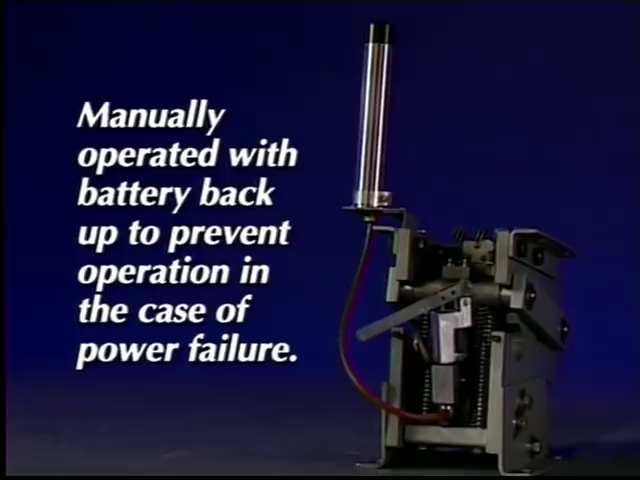 Manually
operated with
battery back
up to prevent
operation in
the case of
power failure.